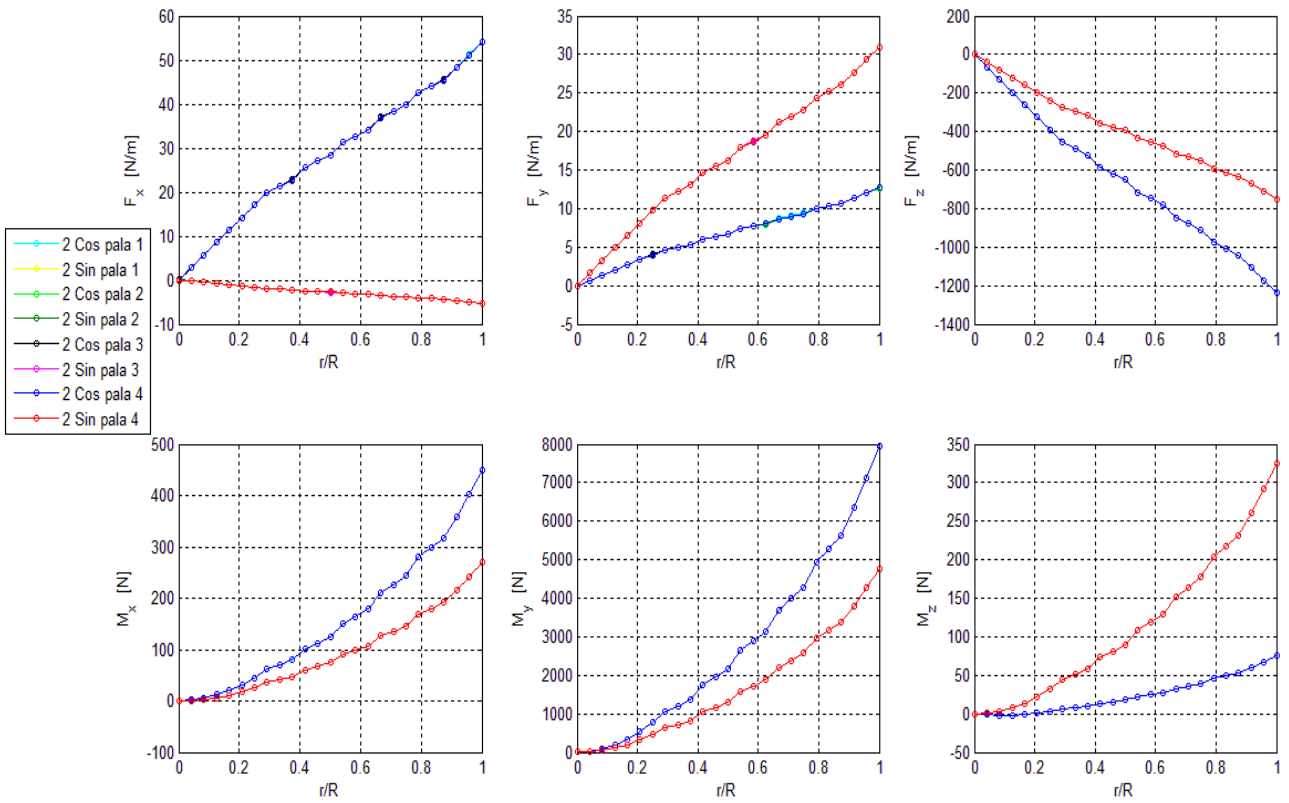 60
50
40
30
20
10
0
-10
F_x [N/m]
0 0.2 0.4 0.6 0.8 1
r/R
35
30
25
20
15
10
5
0
-5
F_y [N/m]
0 0.2 0.4 0.6 0.8 1
r/R
200
0
-200
-400
-600
-800
-1000
-1200
-1400
F_z [N/m]
0 0.2 0.4 0.6 0.8 1
r/R
2 Cos pala 1
2 Sin pala 1
2 Cos pala 2
2 Sin pala 2
2 Cos pala 3
2 Sin pala 3
2 Cos pala 4
2 Sin pala 4
500
400
300
200
100
0
-100
M_x [N]
0 0.2 0.4 0.6 0.8 1
r/R
8000
7000
6000
5000
4000
3000
2000
1000
0
M_y [N]
0 0.2 0.4 0.6 0.8 1
r/R
350
300
250
200
150
100
50
0
-50
M_z [N]
0 0.2 0.4 0.6 0.8 1
r/R